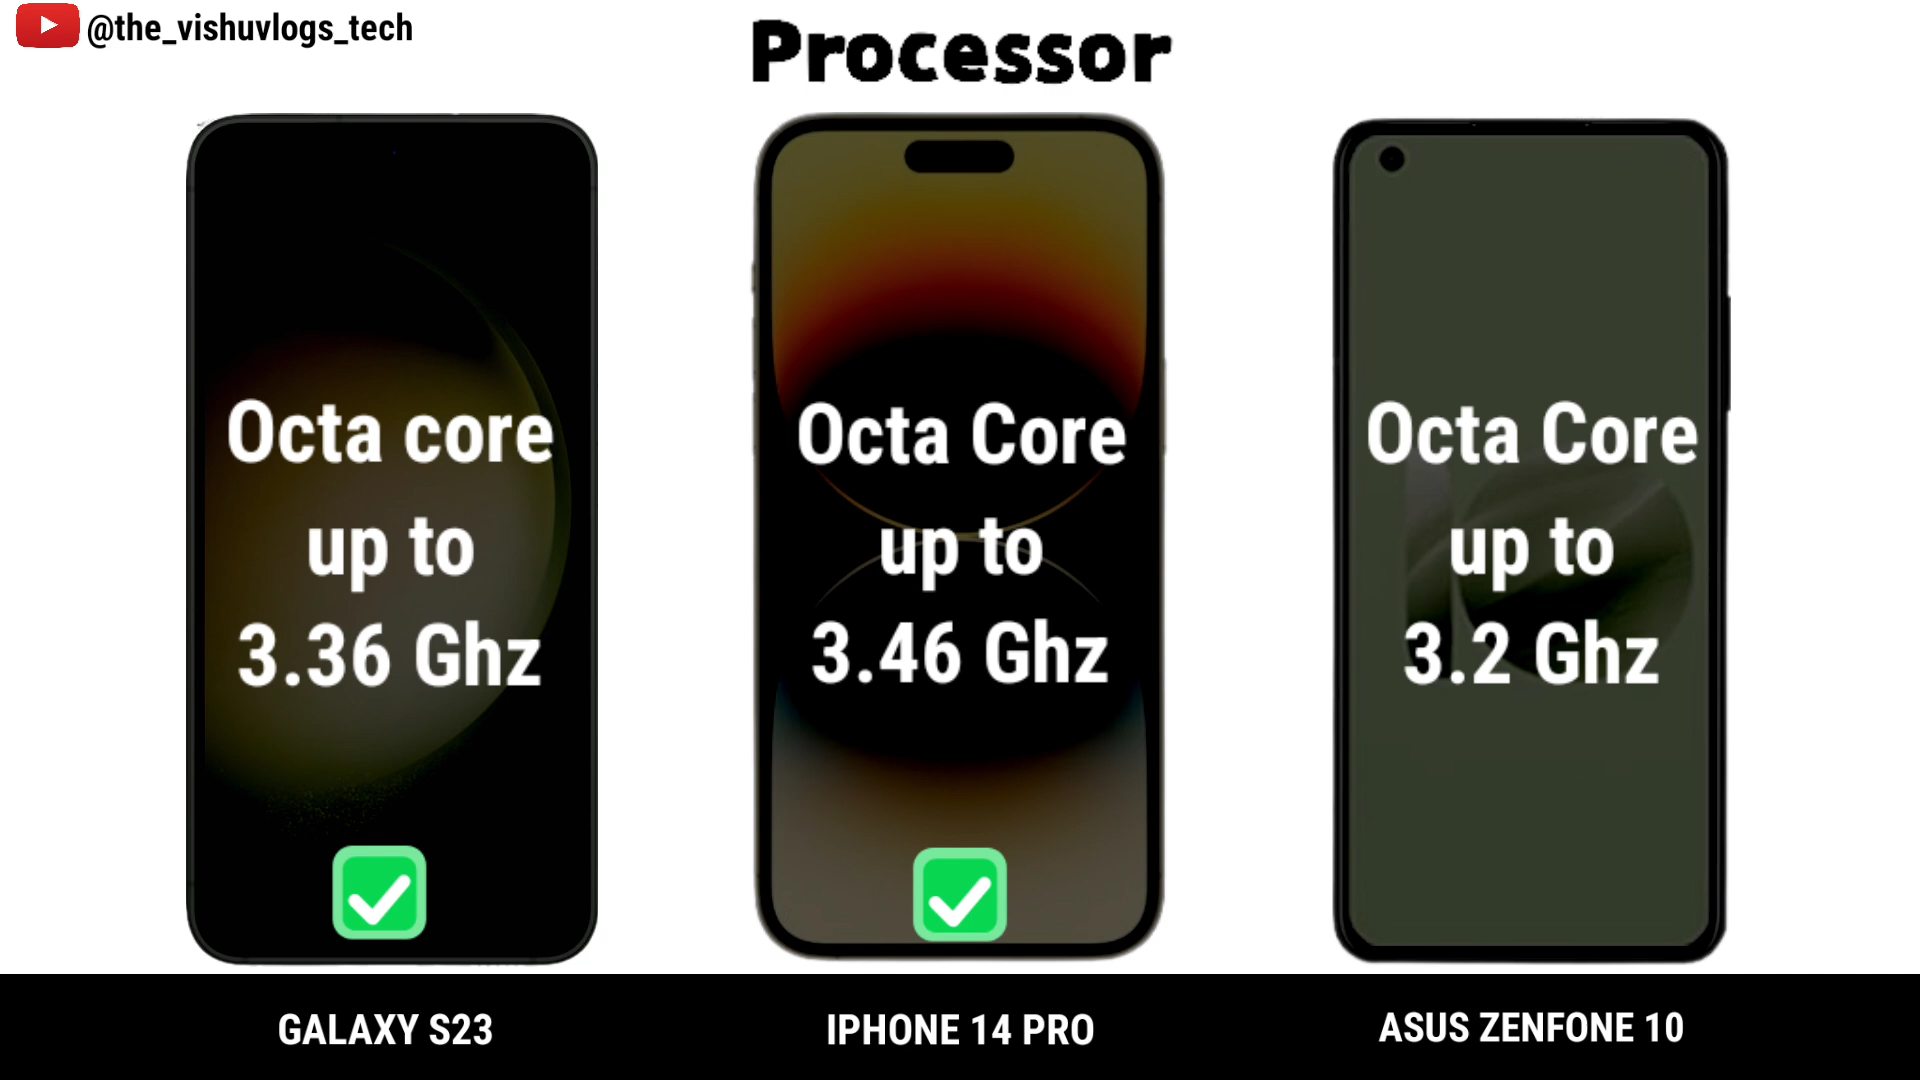 @the_vishuvlogs_tech
Processor
Octa core
up to
3.36 Ghz
Octa Core
up to
3.46 Ghz
Octa Core
up to
3.2 Ghz
GALAXY S23
IPHONE 14 PRO
ASUS ZENFONE 10